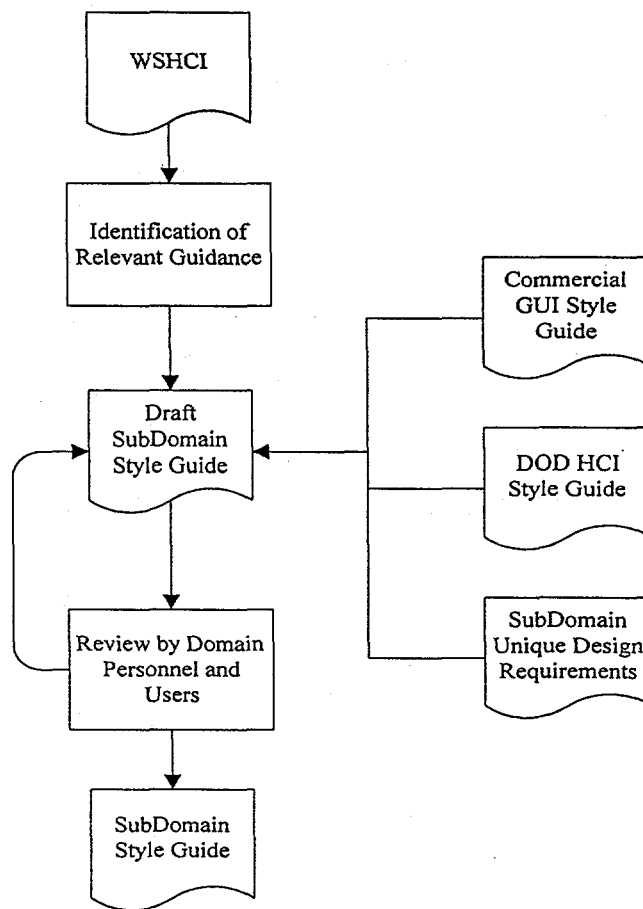 WSHCI
Identification of
Relevant Guidance
Draft
SubDomain
Style Guide
Review by Domain
Personnel and
Users
SubDomain
Style Guide
Commercial
GUI Style
Guide
DOD HCI
Style Guide
SubDomain
Unique Design
Requirements